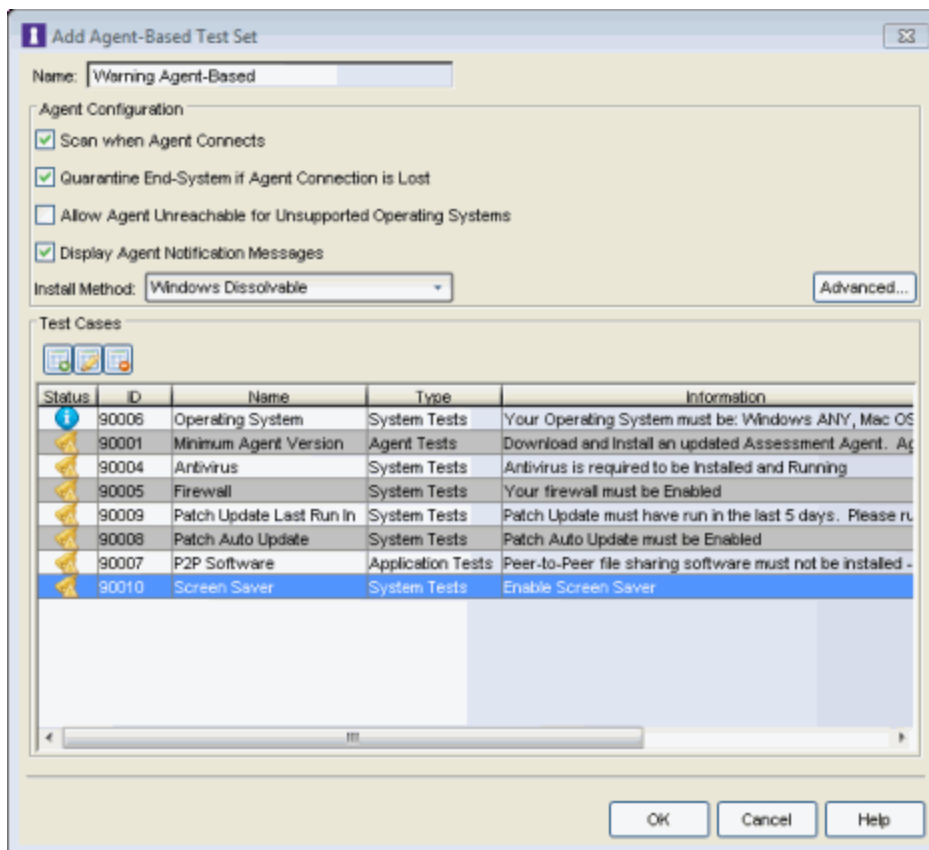 Add Agent-Based Test Set
Name: Warning Agent-Based
Agent Configuration
Scan when Agent Connects
Quarantine End-System if Agent Connection is Lost
Allow Agent Unreachable for Unsupported Operating Systems
Display Agent Notification Messages
Install Method: Windows Dissolvable Advanced...
Test Cases
Status ID Name Type Information
90006 Operating System System Tests Your Operating System must be: Windows ANY, Mac OS
90001 Minimum Agent Version Agent Tests Download and Install an updated Assessment Agent. Ag
90004 Antivirus System Tests Antivirus is required to be Installed and Running
90005 Firewall System Tests Your firewall must be Enabled
90009 Patch Update Last Run In System Tests Patch Update must have run in the last 5 days. Please ru
90008 Patch Auto Update System Tests Patch Auto Update must be Enabled
90007 P2P Software Application Tests Peer-to-Peer file sharing software must not be installed -
90010 Screen Saver System Tests Enable Screen Saver
OK Cancel Help